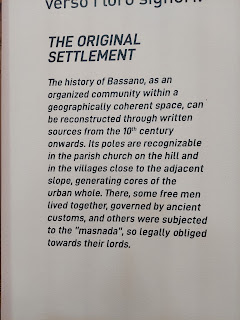 verso i loro signori.
THE ORIGINAL
SETTLEMENT
The history of Bassano, as an
organized community within a
geographically coherent space, can
be reconstructed through written
sources from the 10th century
onwards. Its poles are recognizable
in the parish church on the hill and
in the villages close to the adjacent
slope, generating cores of the
urban whole. There, some free men
lived together, governed by ancient
customs, and others were subjected
to the "masnada", so legally obliged
towards their lords.